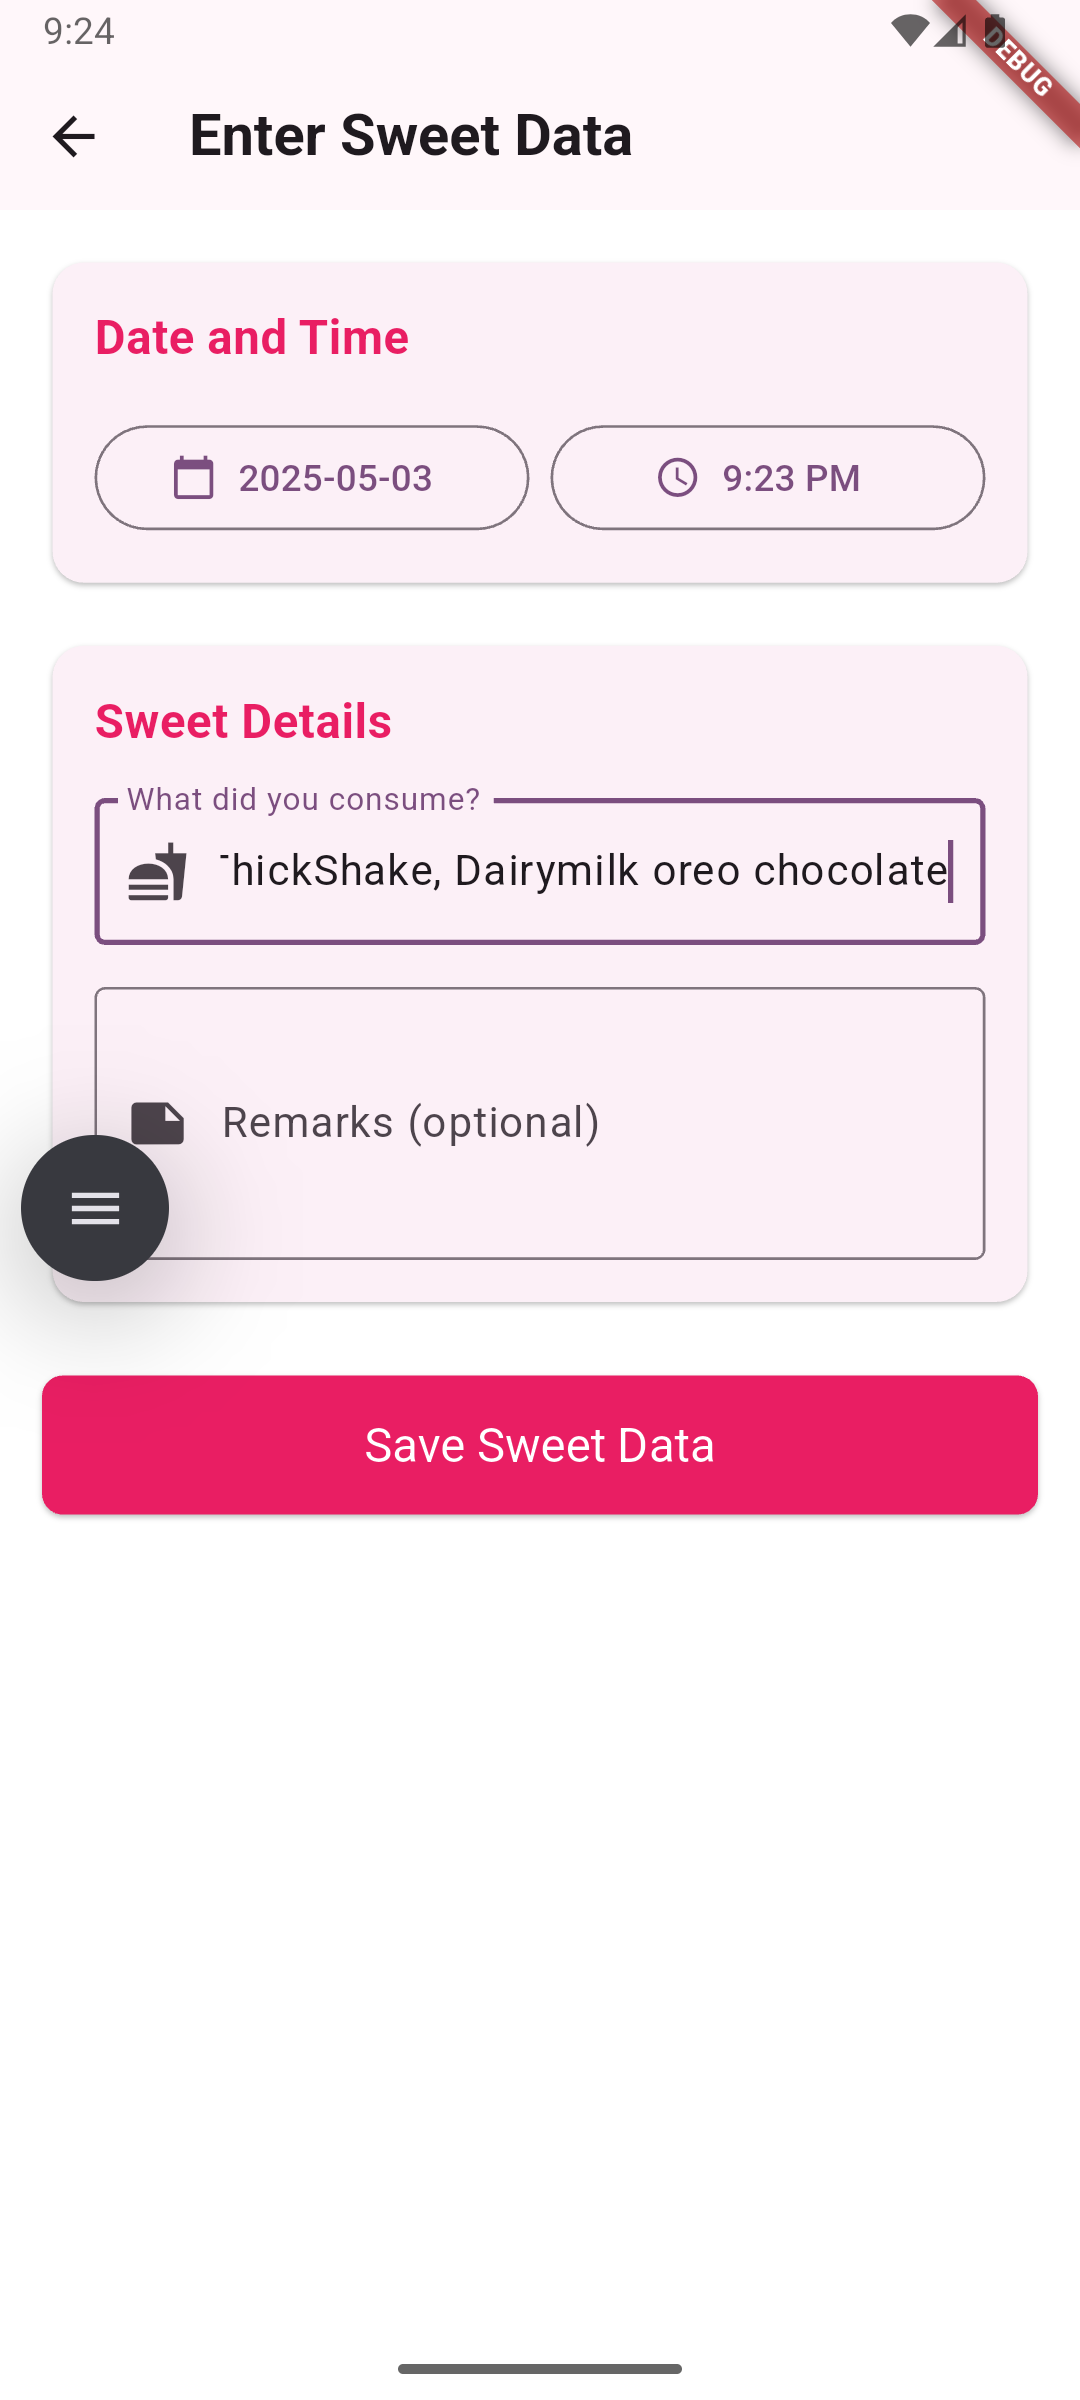 9:24
DEBUG
Enter Sweet Data
Date and Time
2025-05-03
9:23 PM
Sweet Details
What did you consume?
hickShake, Dairymilk oreo chocolate
Remarks (optional)
Save Sweet Data